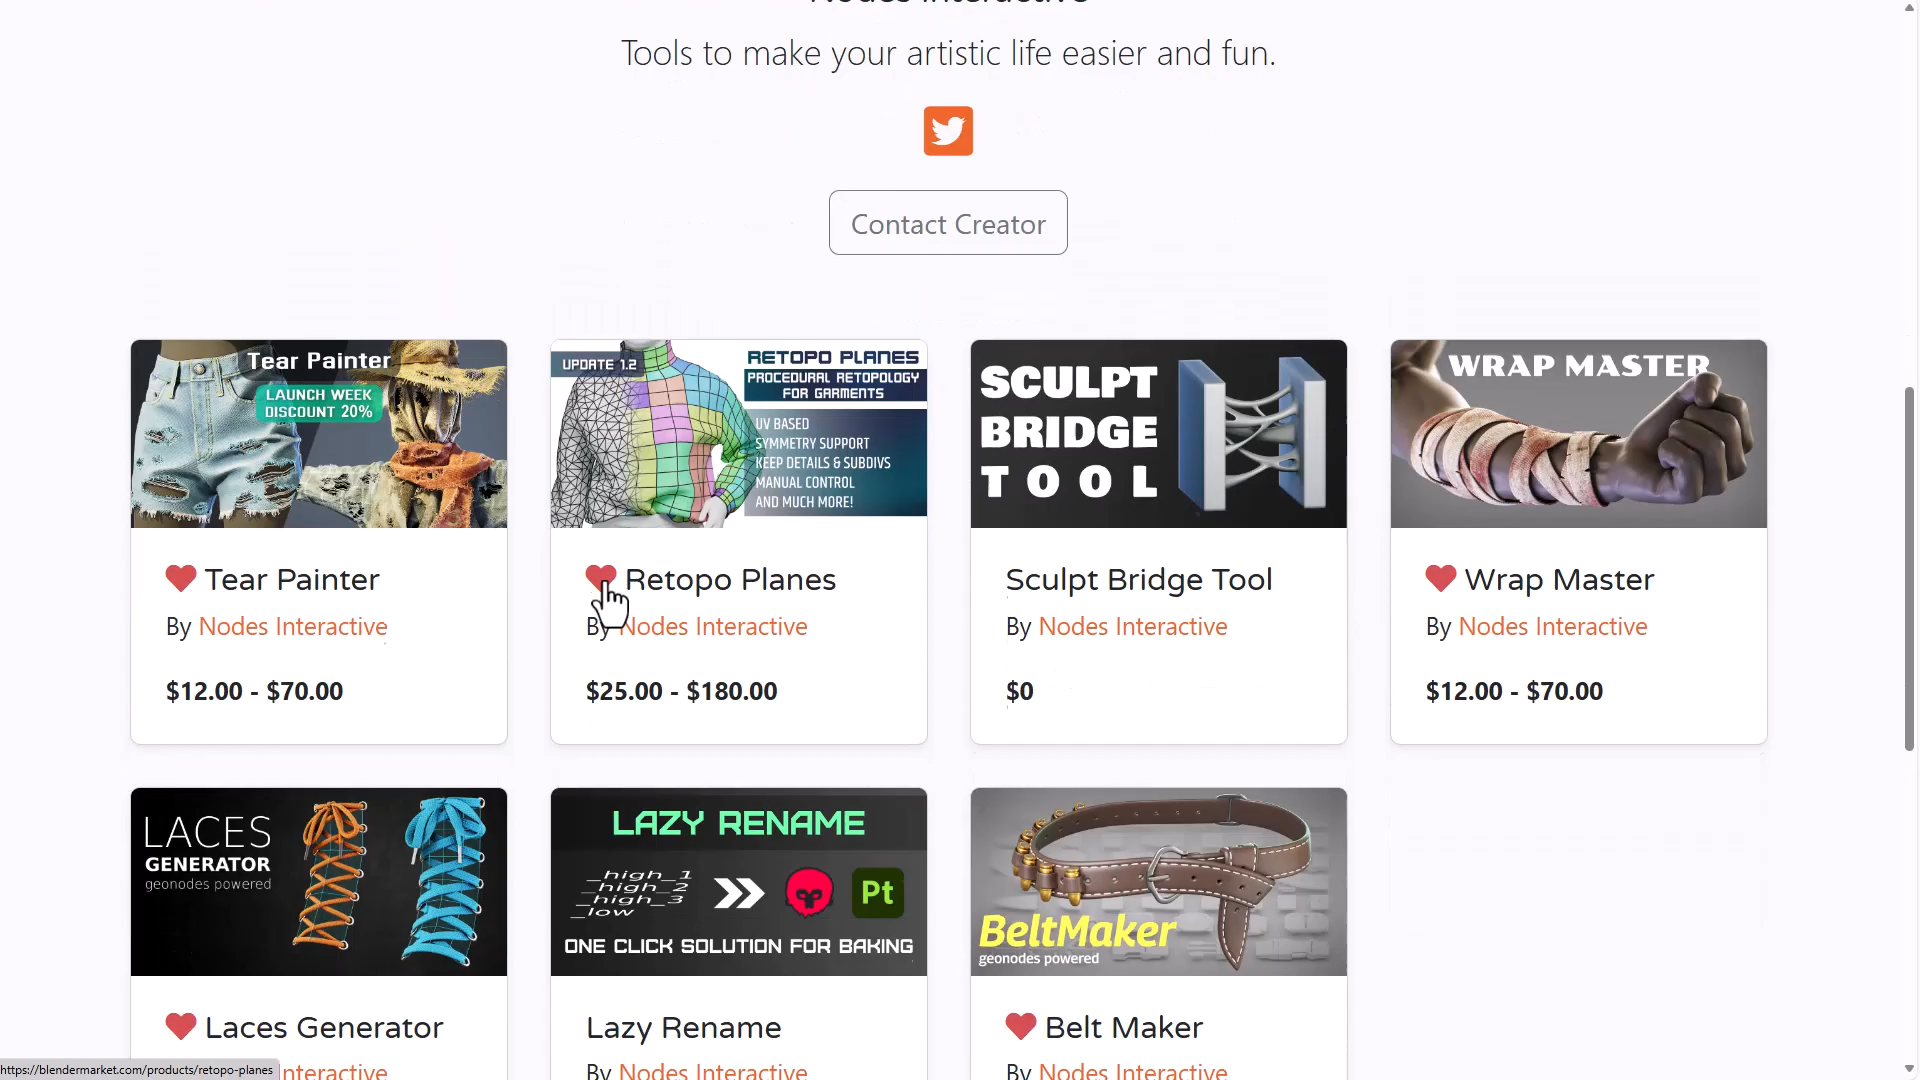 Nodes Interactive
Tools to make your artistic life easier and fun.
Contact Creator
Tear Painter
LAUNCH WEEK
DISCOUNT 20%
Tear Painter
By Nodes Interactive
$12.00 - $70.00
UPDATE 1.2
RETOPO PLANES
PROCEDURAL RETOPOLOGY
FOR GARMENTS
UV BASED
SYMMETRY SUPPORT
KEEP DETAILS & SUBDIVS
MANUAL CONTROL
AND MUCH MORE!
Retopo Planes
By Nodes Interactive
$25.00 - $180.00
SCULPT
BRIDGE
TOOL
Sculpt Bridge Tool
By Nodes Interactive
$0
WRAP MASTER
Wrap Master
By Nodes Interactive
$12.00 - $70.00
LACES
GENERATOR
geonodes powered
Laces Generator
nteractive
LAZY RENAME
_high_1
_high_2
_high_3
_low
Pt
ONE CLICK SOLUTION FOR BAKING
Lazy Rename
By Nodes Interactive
BeltMaker
geonodes powered
Belt Maker
By Nodes Interactive
https://blendermarket.com/products/retopo-planes